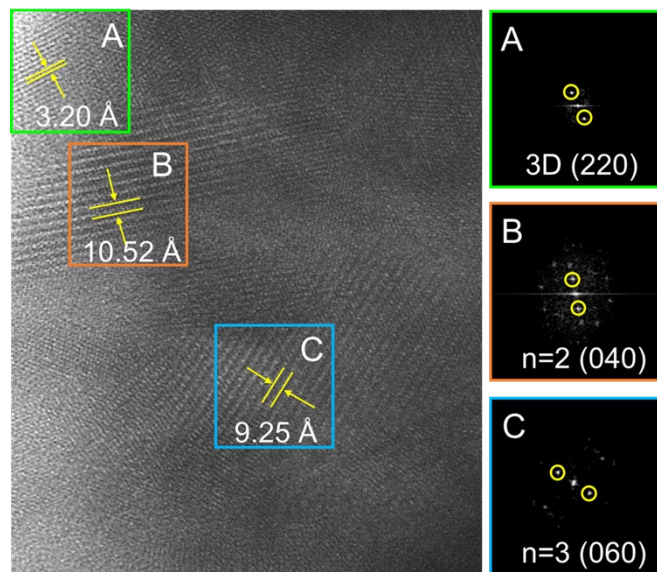 A
3.20 Å
B
10.52 Å
C
9.25 Å
A
3D (220)
B
n=2 (040)
C
n=3 (060)